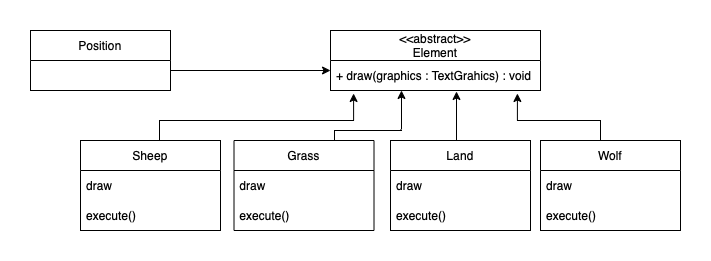 Position
<<abstract>>
Element
+ draw(graphics : TextGrahics) : void
Sheep
draw
execute()
Grass
draw
execute()
Land
draw
execute()
Wolf
draw
execute()